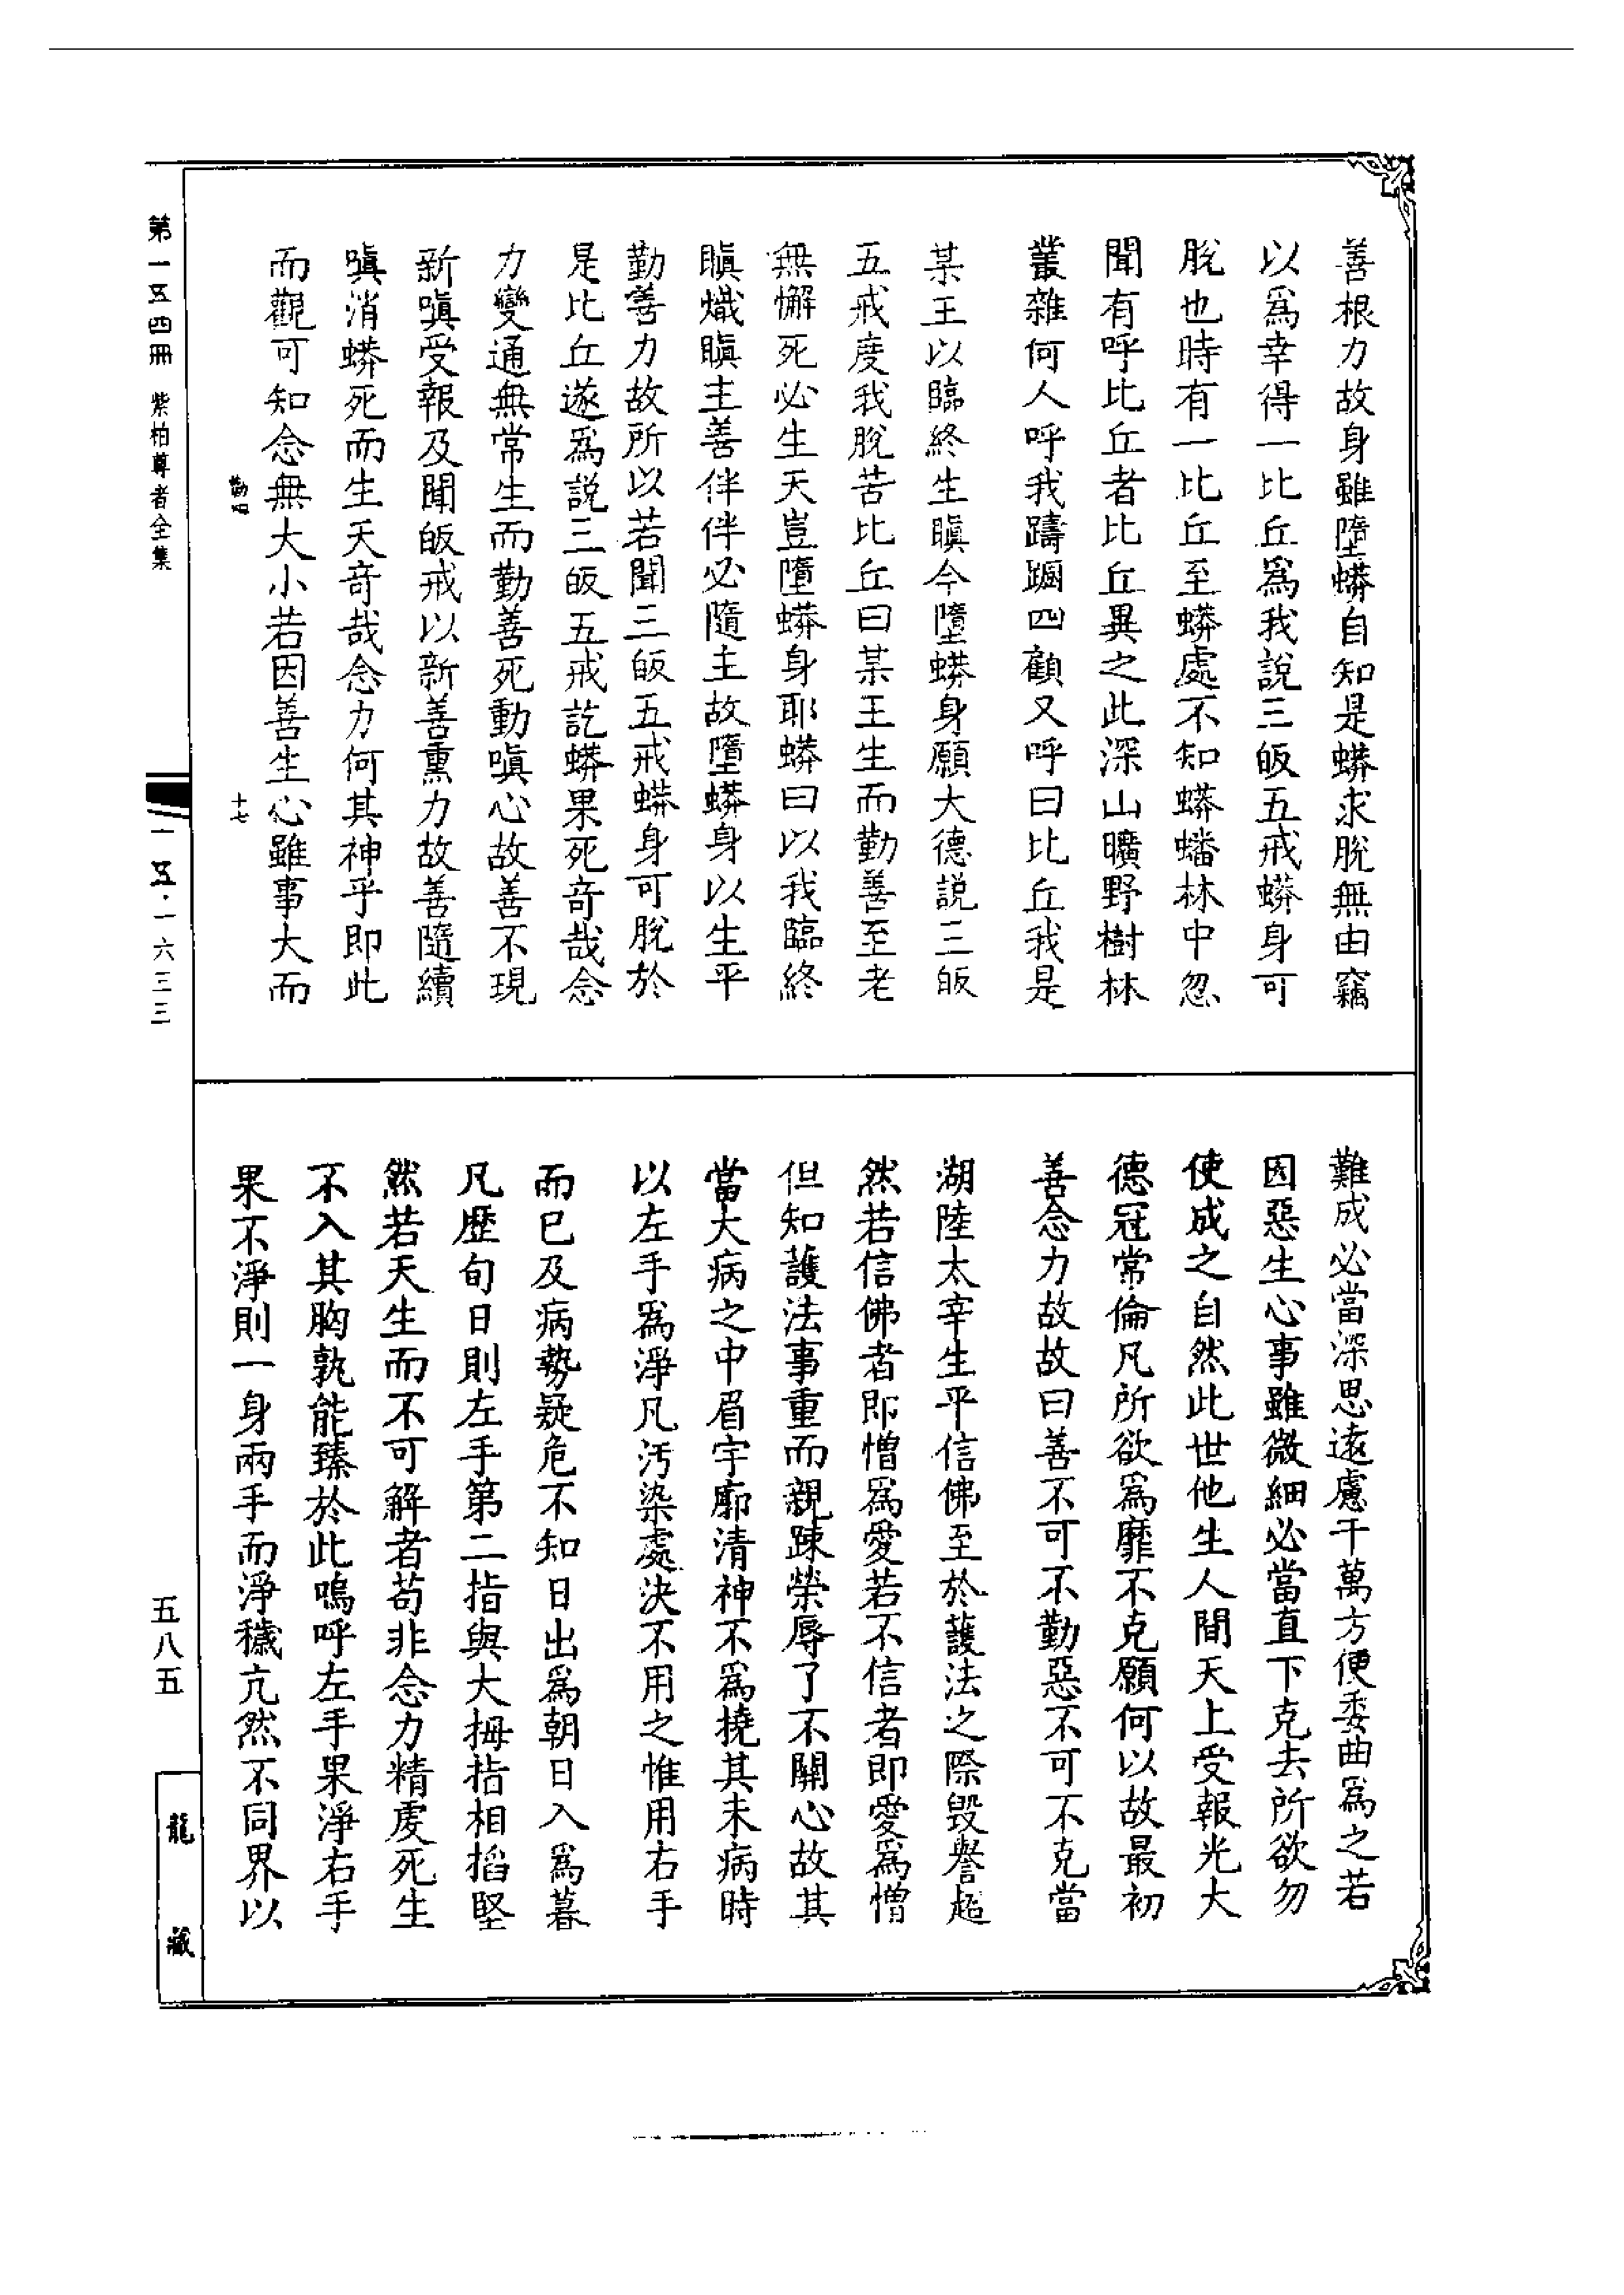 善根力故身雖墮蟒自知是蟒求脫無由竊
以爲幸得一比丘爲我說三皈五戒蟒身可
脫也時有一比丘至蟒處不知蟒蟠林中忽
聞有呼比丘者比丘異之此深山曠野樹林
叢雜何人呼我躊躕四顧又呼曰比丘我是
某王以臨終生瞋今墮蟒身願大德説三皈
五戒度我脫苦比丘曰某王生而勤善至老
無懈死必生天豈墮蟒身耶蟒曰以我臨終
瞋熾瞋主善伴伴必隨主故墮蟒身以生平
勤善力故所以若聞三皈五戒蟒身可脫於
是比丘遂爲説三皈五戒訖蟒果死奇哉念
力變通無常生而勤善死動嗔心故善不現
新嗔受報及聞皈戒以新善熏力故善隨續
嗔消蟒死而生天奇哉念力何其神乎即此
而觀可知念無大小若因善生心雖事大而
十七
難成必當深思遠慮千萬方便委曲爲之若
因惡生心事雖微細必當直下克去所欲勿
使成之自然此世他生人間天上受報光大
德冠常倫凡所欲爲靡不克願何以故最初
善念力故故曰善不可不勤惡不可不克當
湖陸太宰生平信佛至於護法之際毀譽超
然若信佛者即憎爲愛若不信者即愛爲憎
但知護法事重而親踈榮辱了不關心故其
當大病之中眉宇廓清神不爲撓其未病時
以左手爲淨凡汚染處决不用之惟用右手
而已及病勢疑危不知日出爲朝日入爲暮
凡歴旬日則左手第二指與大拇指相掐堅
然若天生而不可解者苟非念力精虔死生
不入其胸孰能臻於此嗚呼左手果淨右手
果不淨則一身兩手而淨穢亢然不同界以
第一五四冊 紫柏尊者全集
一五·一六三三
五八五
龍藏